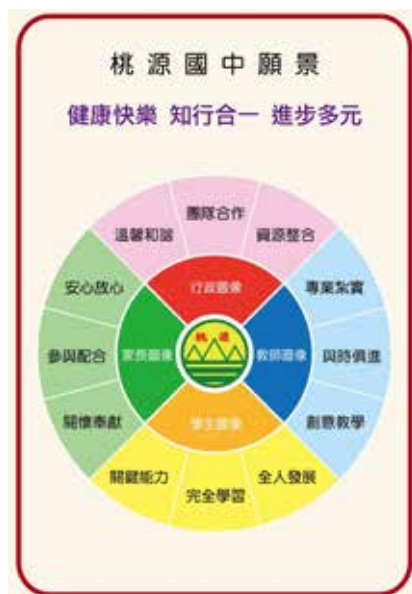 桃源國中願景
健康快樂 知行合一 進步多元
團隊合作
溫馨和諧
資源整合
安心放心
行政圖像
專業紮實
桃源
參與配合
家長圖像
教師圖像
與時俱進
關懷奉獻
學生圖像
創意教學
關鍵能力
全人發展
完全學習